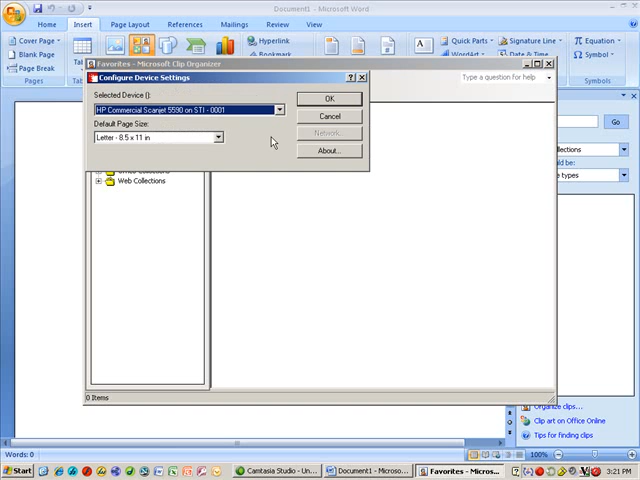 Document1 - Microsoft Word
Home
Insert
Page Layout
References
Mailings
Review
View
Cover Page
Blank Page
Page Break
Pages
Hyperlink
Quick Parts
WordArt
Signature Line
Date & Time
Equation
Symbol
Symbols
Favorites - Microsoft Clip Organizer
Type a question for help
Configure Device Settings
Selected Device ():
HP Commercial Scanjet 5590 on STI - 0001
Default Page Size:
Letter - 8.5 x 11 in
OK
Cancel
Network...
About...
Web Collections
Go
types
0 Items
Organize clips...
Clip art on Office Online
Tips for finding clips
Words: 0
100%
Start
Camtasia Studio - Un...
Document1 - Microso...
Favorites - Micros...
3:21 PM